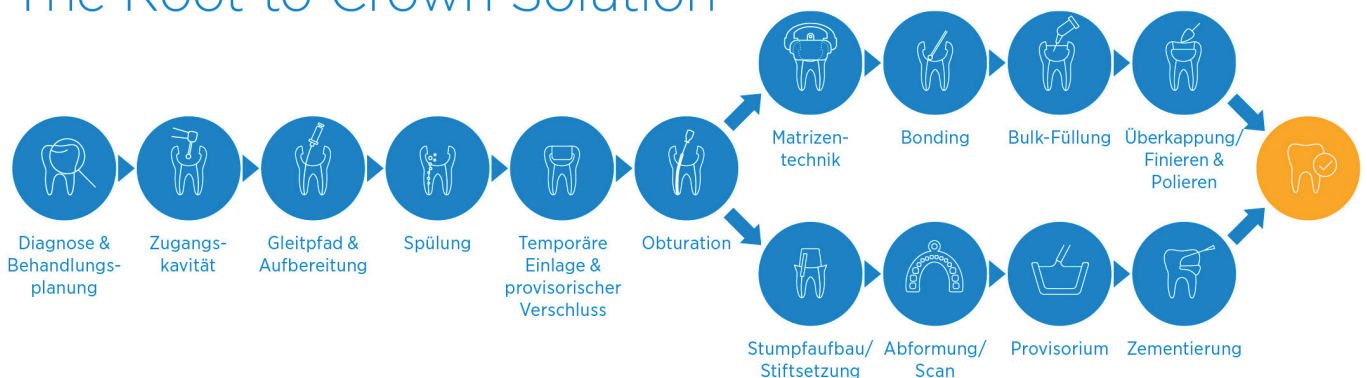 The Root to Crown Solution
Diagnose &
Behandlungs-
planung
Zugangs-
kavität
Gleitpfad &
Aufbereitung
Spülung
Temporäre
Einlage &
provisorischer
Verschluss
Obturation
Matrizen-
technik
Bonding
Bulk-Füllung
Überkappung/
Finieren &
Polieren
Stumpfaufbau/
Stiftsetzung
Abformung/
Scan
Provisorium
Zementierung